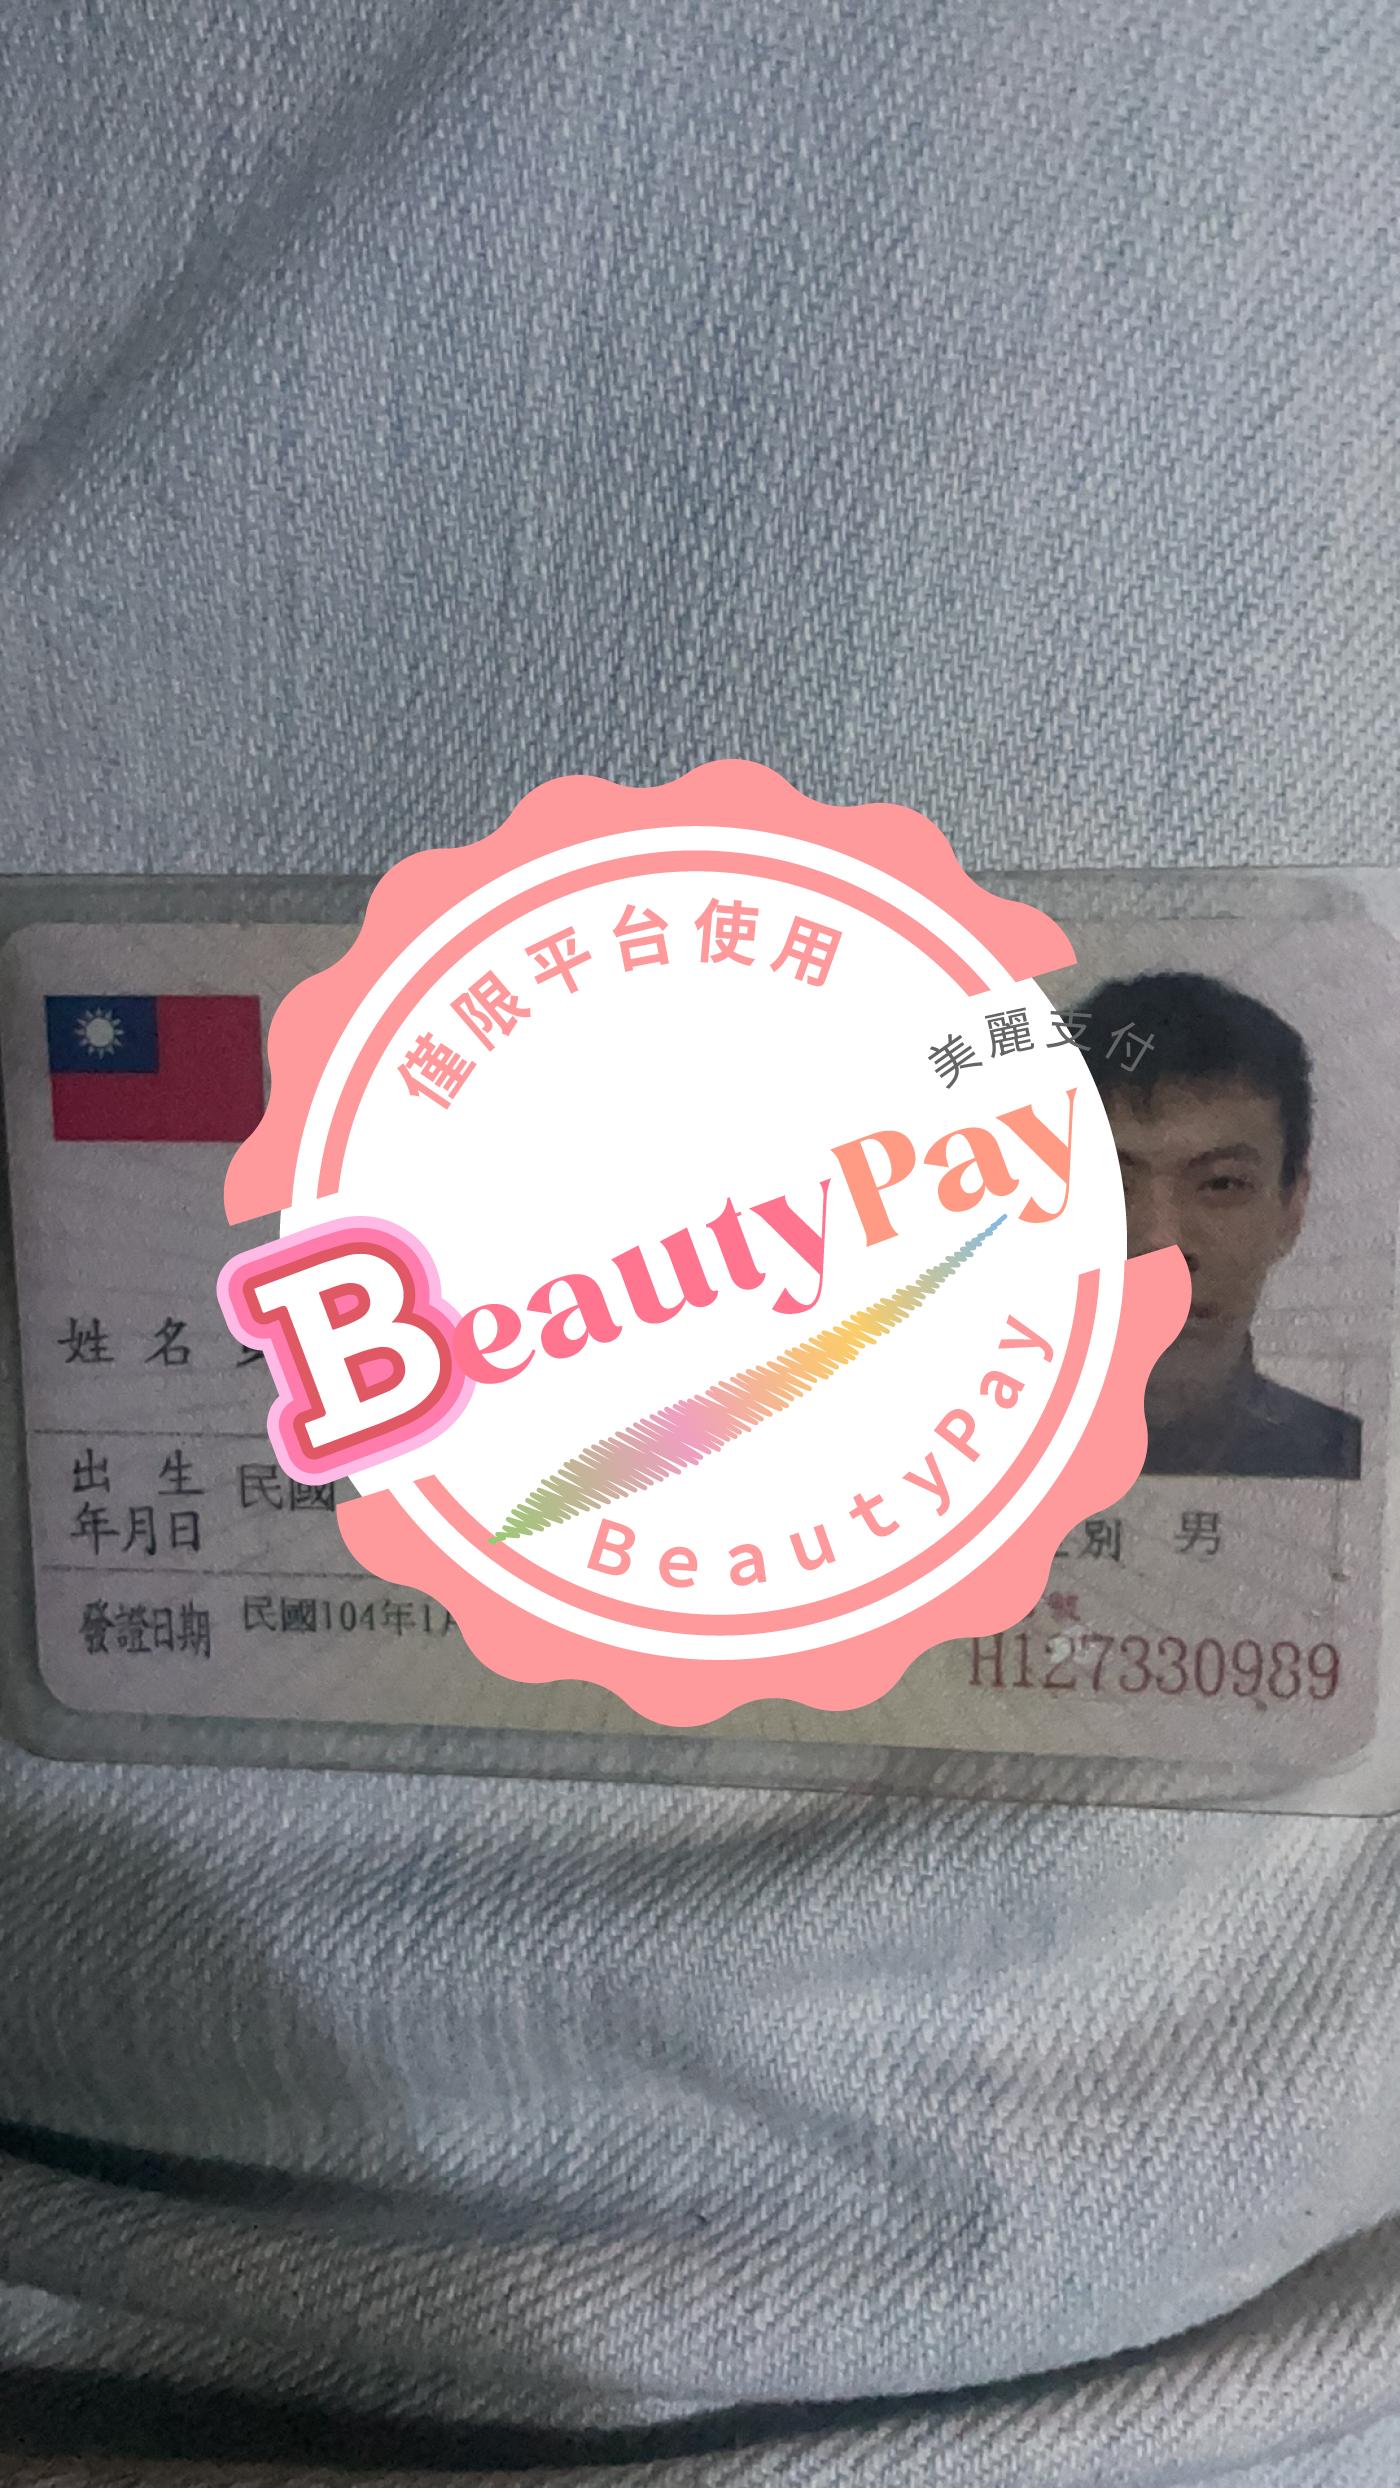 僅限平台使用
美麗支付
BeautyPay
BeautyPay
姓名
出生
年月日
民國
別 男
發證日期
民國104年1
H127330989